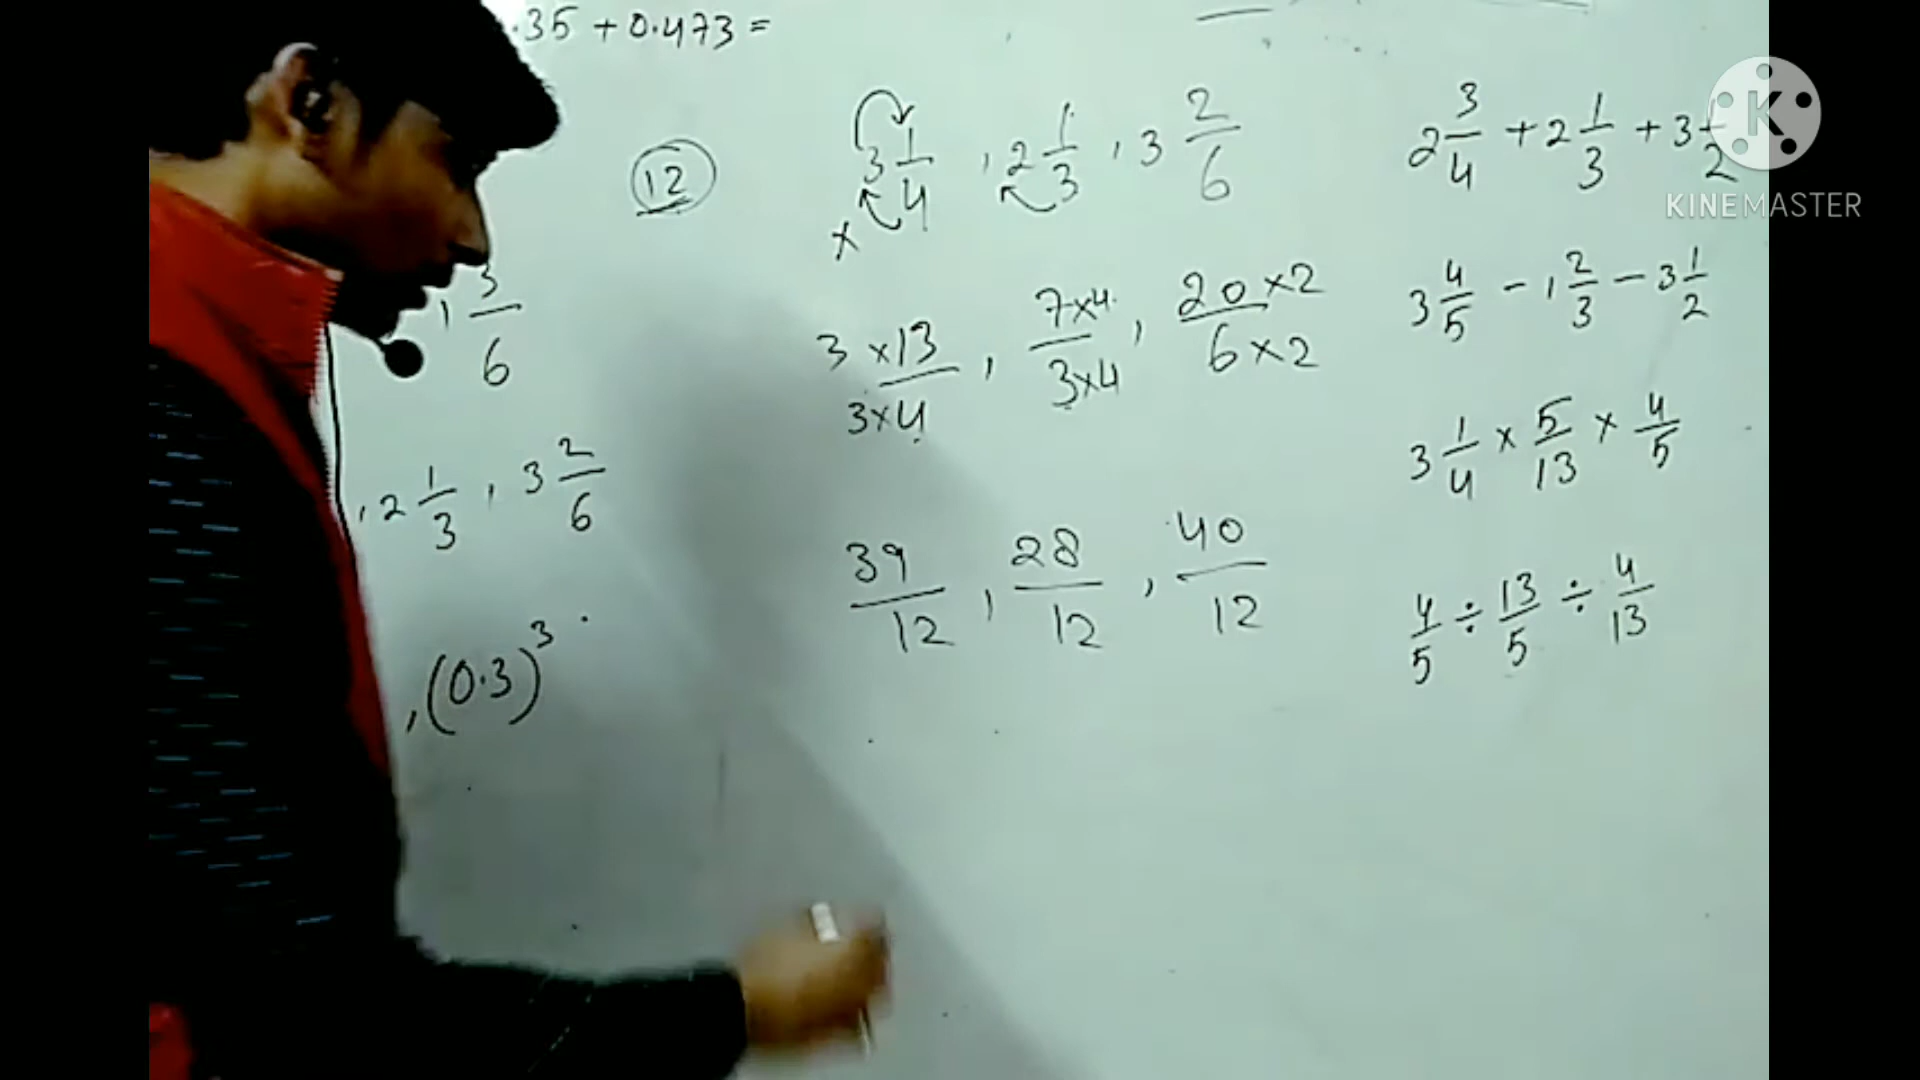 .35 + 0.473 =
12
3 1/4 , 2 1/3 , 3 2/6
×
1 3/6
3 × 13 / 3 × 4 , 7 × 4 / 3 × 4 , 20 × 2 / 6 × 2
, 2 1/3 , 3 2/6
39/12 , 28/12 , 40/12
, (0.3)^3
2 3/4 + 2 1/3 + 3 1/2
3 4/5 - 1 2/3 - 3 1/2
3 1/4 × 5/13 × 4/5
4/5 ÷ 13/5 ÷ 4/13
K
KINEMASTER